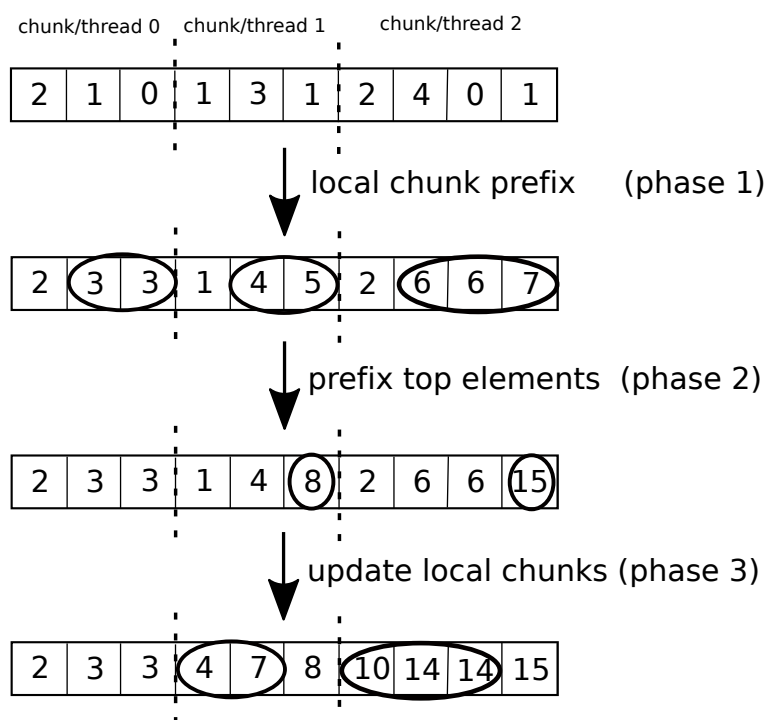 chunk/thread 0 chunk/thread 1 chunk/thread 2
2 1 0 1 3 1 2 4 0 1
local chunk prefix (phase 1)
2 3 3 1 4 5 2 6 6 7
prefix top elements (phase 2)
2 3 3 1 4 8 2 6 6 15
update local chunks (phase 3)
2 3 3 4 7 8 10 14 14 15